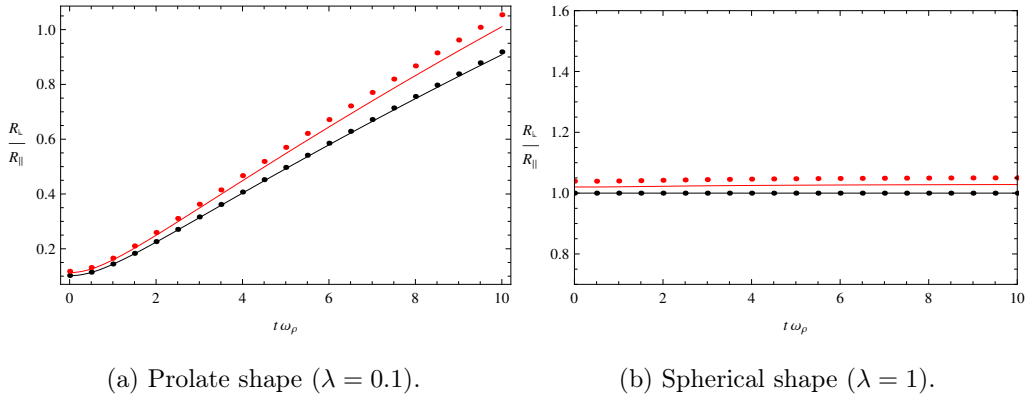 1.0
0.8
0.6
0.4
0.2
R⊥
R∥
0 2 4 6 8 10
t ωρ
(a) Prolate shape (λ = 0.1).
1.6
1.4
1.2
1.0
0.8
R⊥
R∥
0 2 4 6 8 10
t ωρ
(b) Spherical shape (λ = 1).